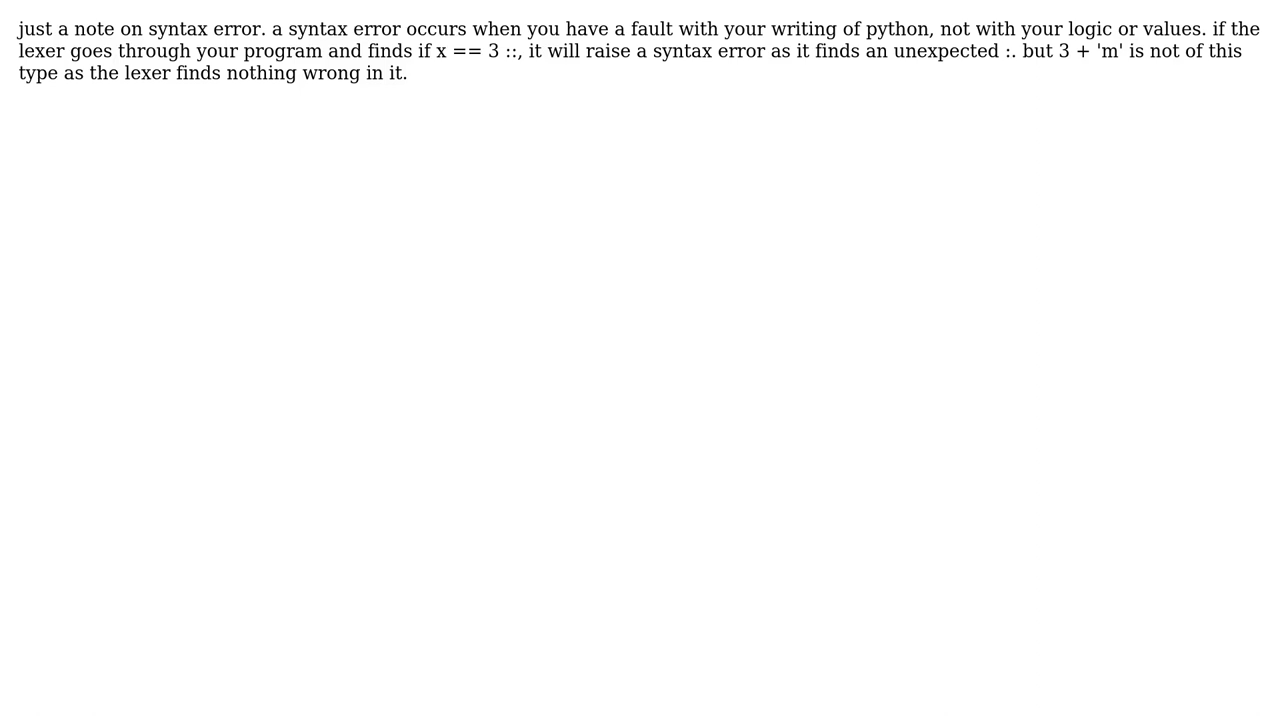 just a note on syntax error. a syntax error occurs when you have a fault with your writing of python, not with your logic or values. if the
lexer goes through your program and finds if x == 3 ::, it will raise a syntax error as it finds an unexpected :. but 3 + 'm' is not of this
type as the lexer finds nothing wrong in it.